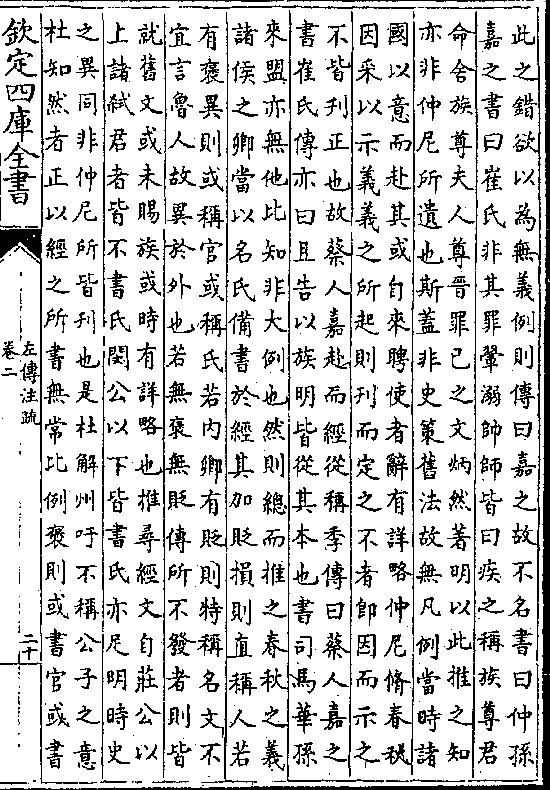 此之錯欲以為無義例則傳曰嘉之故不名書曰仲孫
嘉之書曰崔氏非其罪翬溺帥師皆曰疾之稱族尊君
命舍族尊夫人尊晉罪己之文炳然著明以此推之知
亦非仲尼所遺也斯蓋非史策舊法故無凡例當時諸
國以意而赴其或自來聘使者辭有詳略仲尼脩春秋
因采以示義義之所起則刋而定之不者即因而示之
不皆刋正也故蔡人嘉赴而經從稱季傳曰蔡人嘉之
書崔氏傳亦曰且告以族明皆從其本也書司馬華孫
來盟亦無他比知非大例也然則總而推之春秋之義
諸侯之卿當以名氏備書於經其加貶損則直稱人若
有褒異則或稱官或稱氏若內卿有貶則特稱名文不
宜言魯人故異於外也若無褒無貶傳所不發者則皆
就舊文或未賜族或時有詳略也推尋經文自莊公以
上諸弒君者皆不書氏閔公以下皆書氏亦足明時史
之異同非仲尼所皆刋也是杜解州吁不稱公子之意
杜知然者正以經之所書無常比例褒則或書官或書
欽定四庫全書
左傳注疏
卷二
二十